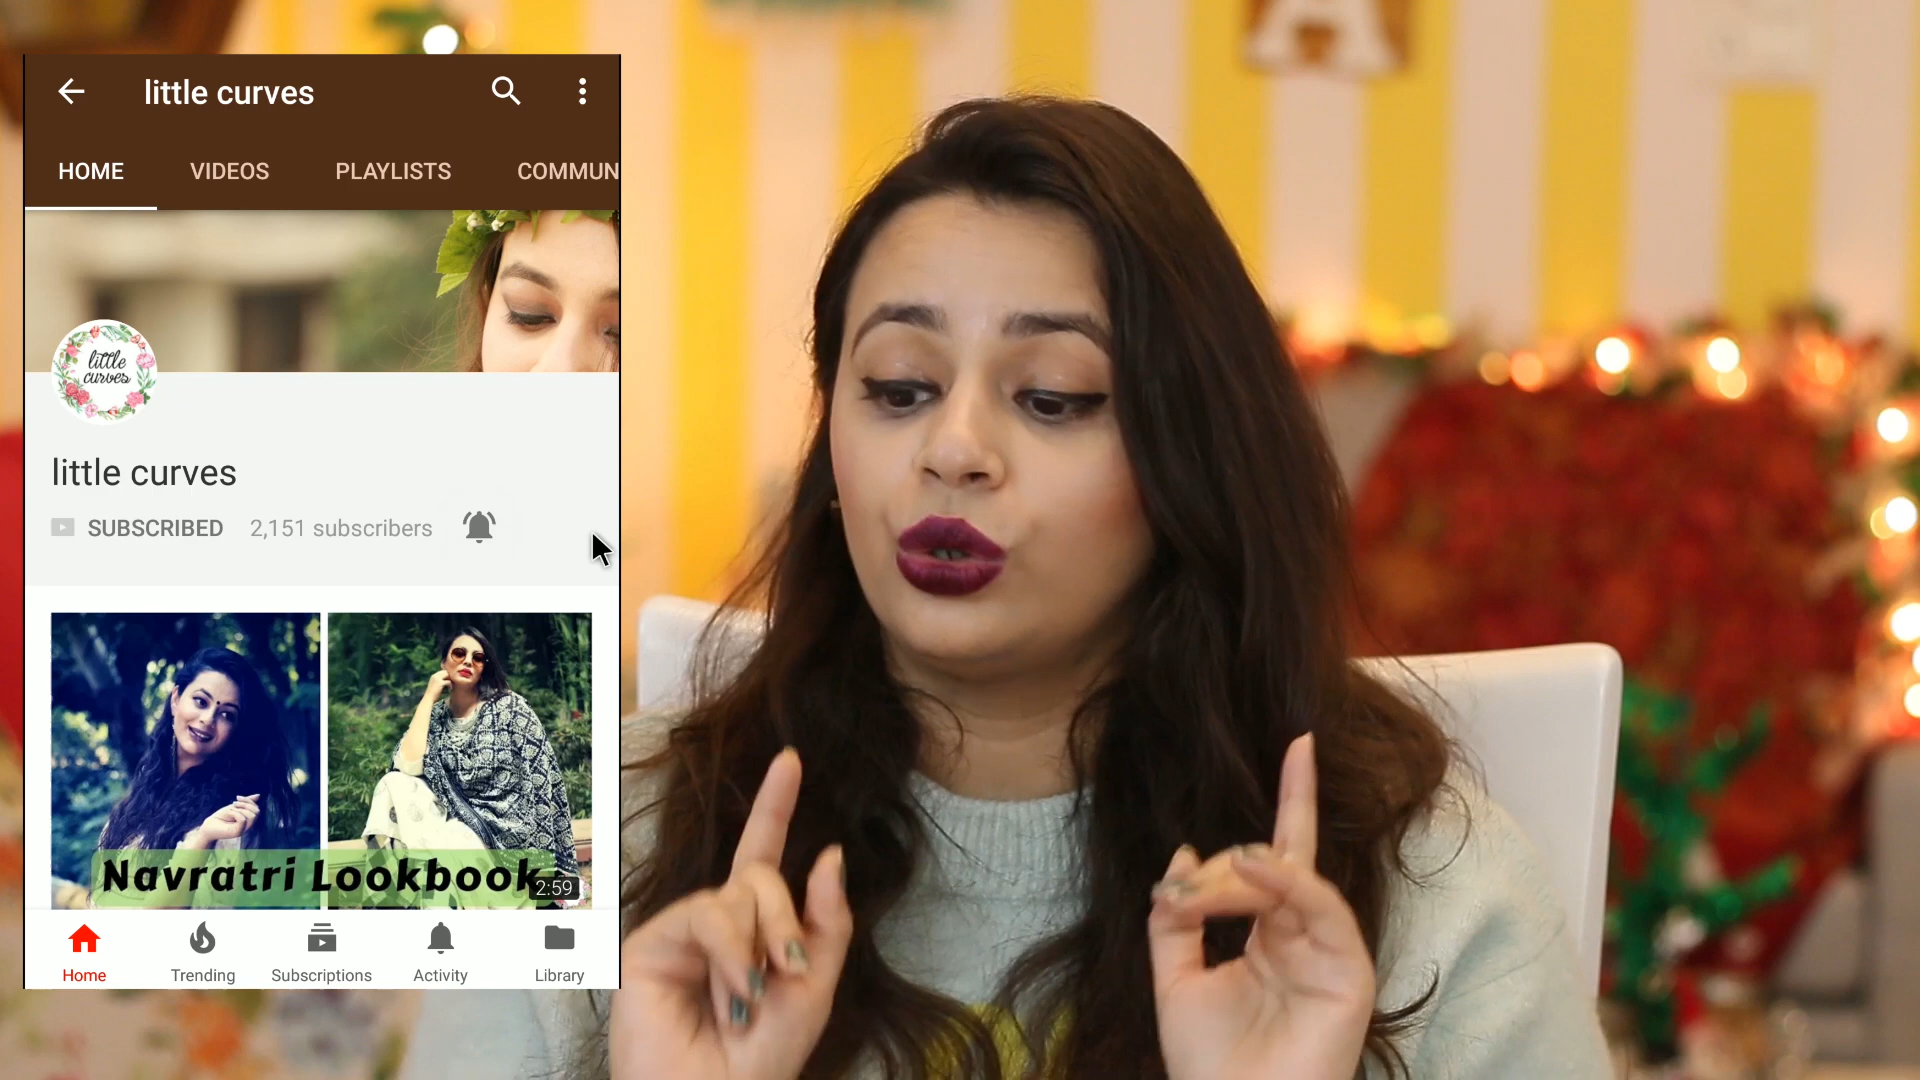 little curves
HOME VIDEOS PLAYLISTS COMMUN
little
curves
little curves
SUBSCRIBED 2,151 subscribers
Navratri Lookbook
2:59
Home Trending Subscriptions Activity Library
A